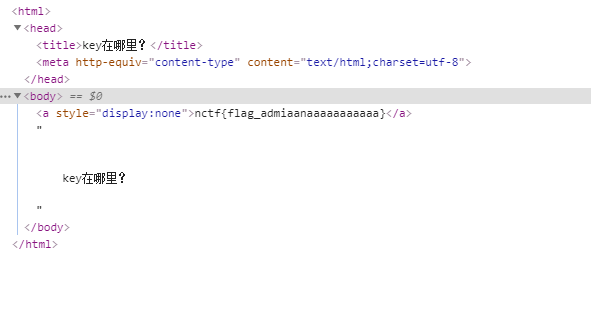 <html>
<head>
<title>key在哪里？</title>
<meta http-equiv="content-type" content="text/html;charset=utf-8">
</head>
...<body> == $0
<a style="display:none">nctf{flag_admiaanaaaaaaaaaaa}</a>
"
key在哪里？
"
</body>
</html>